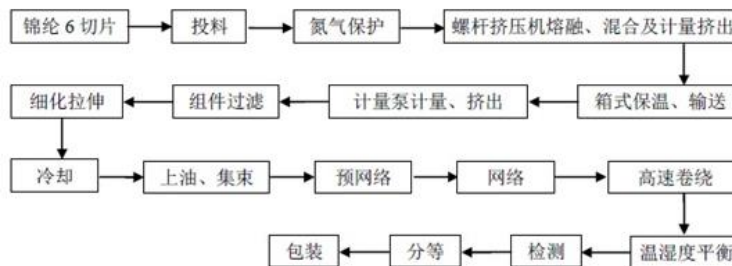 锦纶6切片
投料
氮气保护
螺杆挤压机熔融、混合及计量挤出
箱式保温、输送
计量泵计量、挤出
组件过滤
细化拉伸
冷却
上油、集束
预网络
网络
高速卷绕
温湿度平衡
检测
分等
包装